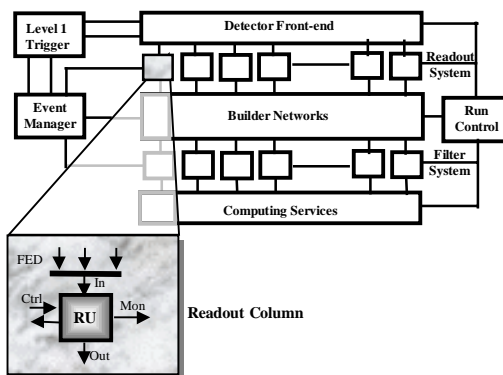 Level 1
Trigger
Detector Front-end
Readout
System
Event
Manager
Builder Networks
Run
Control
Filter
System
Computing Services
FED
In
Ctrl
RU
Mon
Out
Readout Column